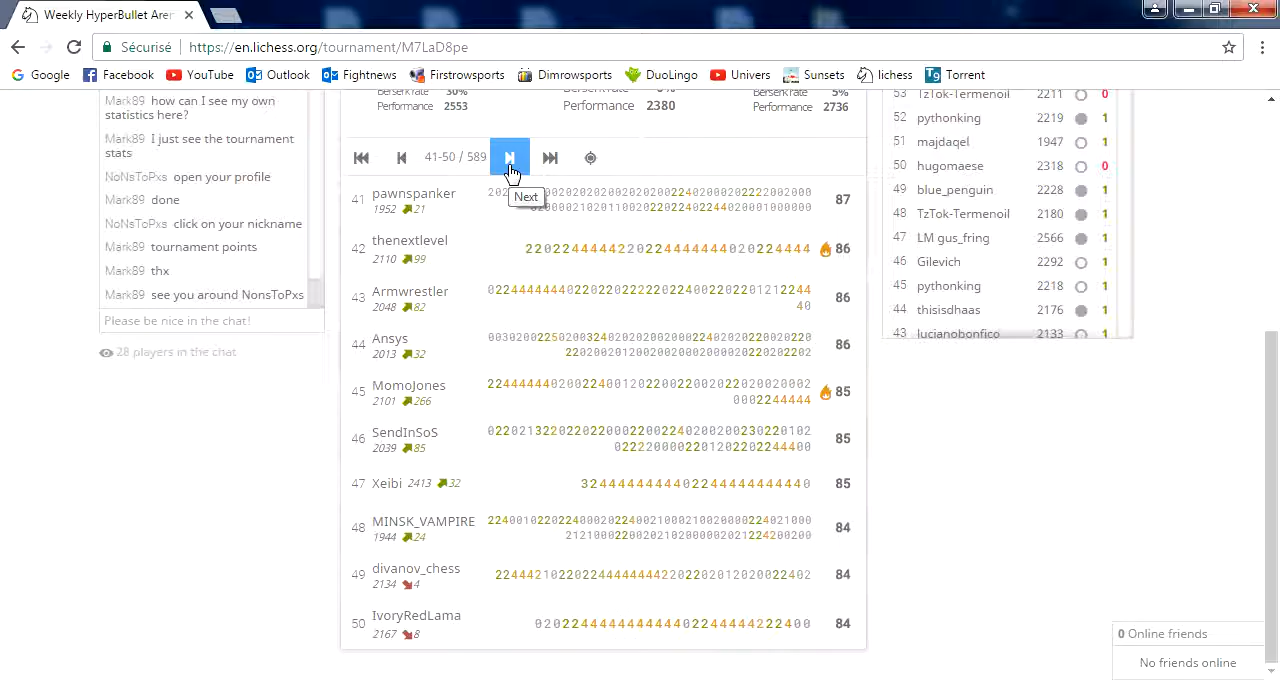 Weekly HyperBullet Aren
Sécurisé https://en.lichess.org/tournament/M7LaD8pe
Google Facebook YouTube Outlook Fightnews Firstrowsports Dimrowsports DuoLingo Univers Sunsets lichess Torrent
Mark89 how can I see my own
statistics here?
Mark89 I just see the tournament
stats
NoNsToPxs open your profile
Mark89 done
NoNsToPxs click on your nickname
Mark89 tournament points
Mark89 thx
Mark89 see you around NonsToPxs
Please be nice in the chat!
28 players in the chat
Berserk rate 30%
Performance 2553
Berserk rate
Performance 2380
Berserk rate 5%
Performance 2736
41-50 / 589
Next
41 pawnspanker 87
1952 21
42 thenextlevel 2202244444220224444444020224444 86
2110 99
43 Armwrestler 86
2048 82
44 Ansys 86
2013 32
45 MomoJones 85
2101 266
0002244444
46 SendInSoS 85
2039 85
47 Xeibi 2413 32 85
48 MINSK_VAMPIRE 84
1944 24
49 divanov_chess 84
2134 4
50 IvoryRedLama 84
2167 8
53 TzTok-Termenoil 2211 0
52 pythonking 2219 1
51 majdaqel 1947 1
50 hugomaese 2318 0
49 blue_penguin 2228 1
48 TzTok-Termenoil 2180 1
47 LM gus_fring 2566 1
46 Gilevich 2292 1
45 pythonking 2218 1
44 thisisdhaas 2176 1
43 lucianobonfico 2133 1
0 Online friends
No friends online